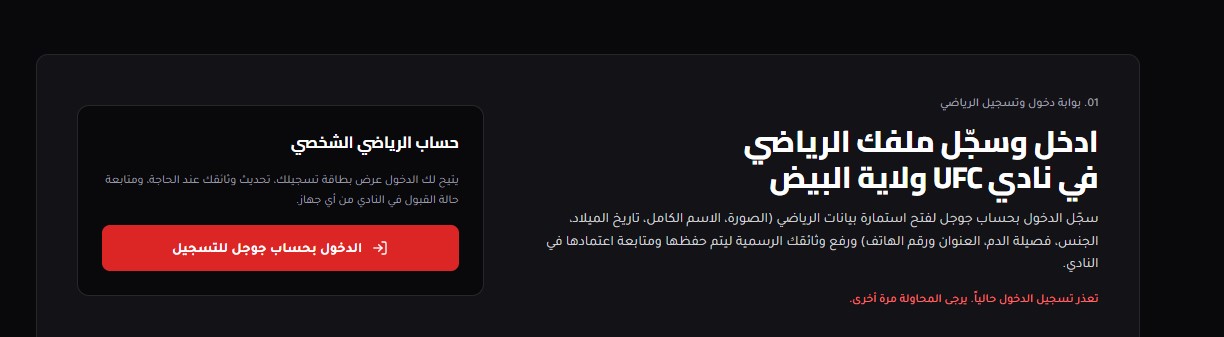 01. بوابة دخول وتسجيل الرياضي
ادخل وسجّل ملفك الرياضي
في نادي UFC ولاية البيض
سجّل الدخول بحساب جوجل لفتح استمارة بيانات الرياضي (الصورة، الاسم الكامل، تاريخ الميلاد،
الجنس، فصيلة الدم، العنوان ورقم الهاتف) ورفع وثائقك الرسمية ليتم حفظها ومتابعة اعتمادها في
النادي.
تعذر تسجيل الدخول حالياً. يرجى المحاولة مرة أخرى.
حساب الرياضي الشخصي
يتيح لك الدخول عرض بطاقة تسجيلك، تحديث وثائقك عند الحاجة، ومتابعة
حالة القبول في النادي من أي جهاز.
الدخول بحساب جوجل للتسجيل